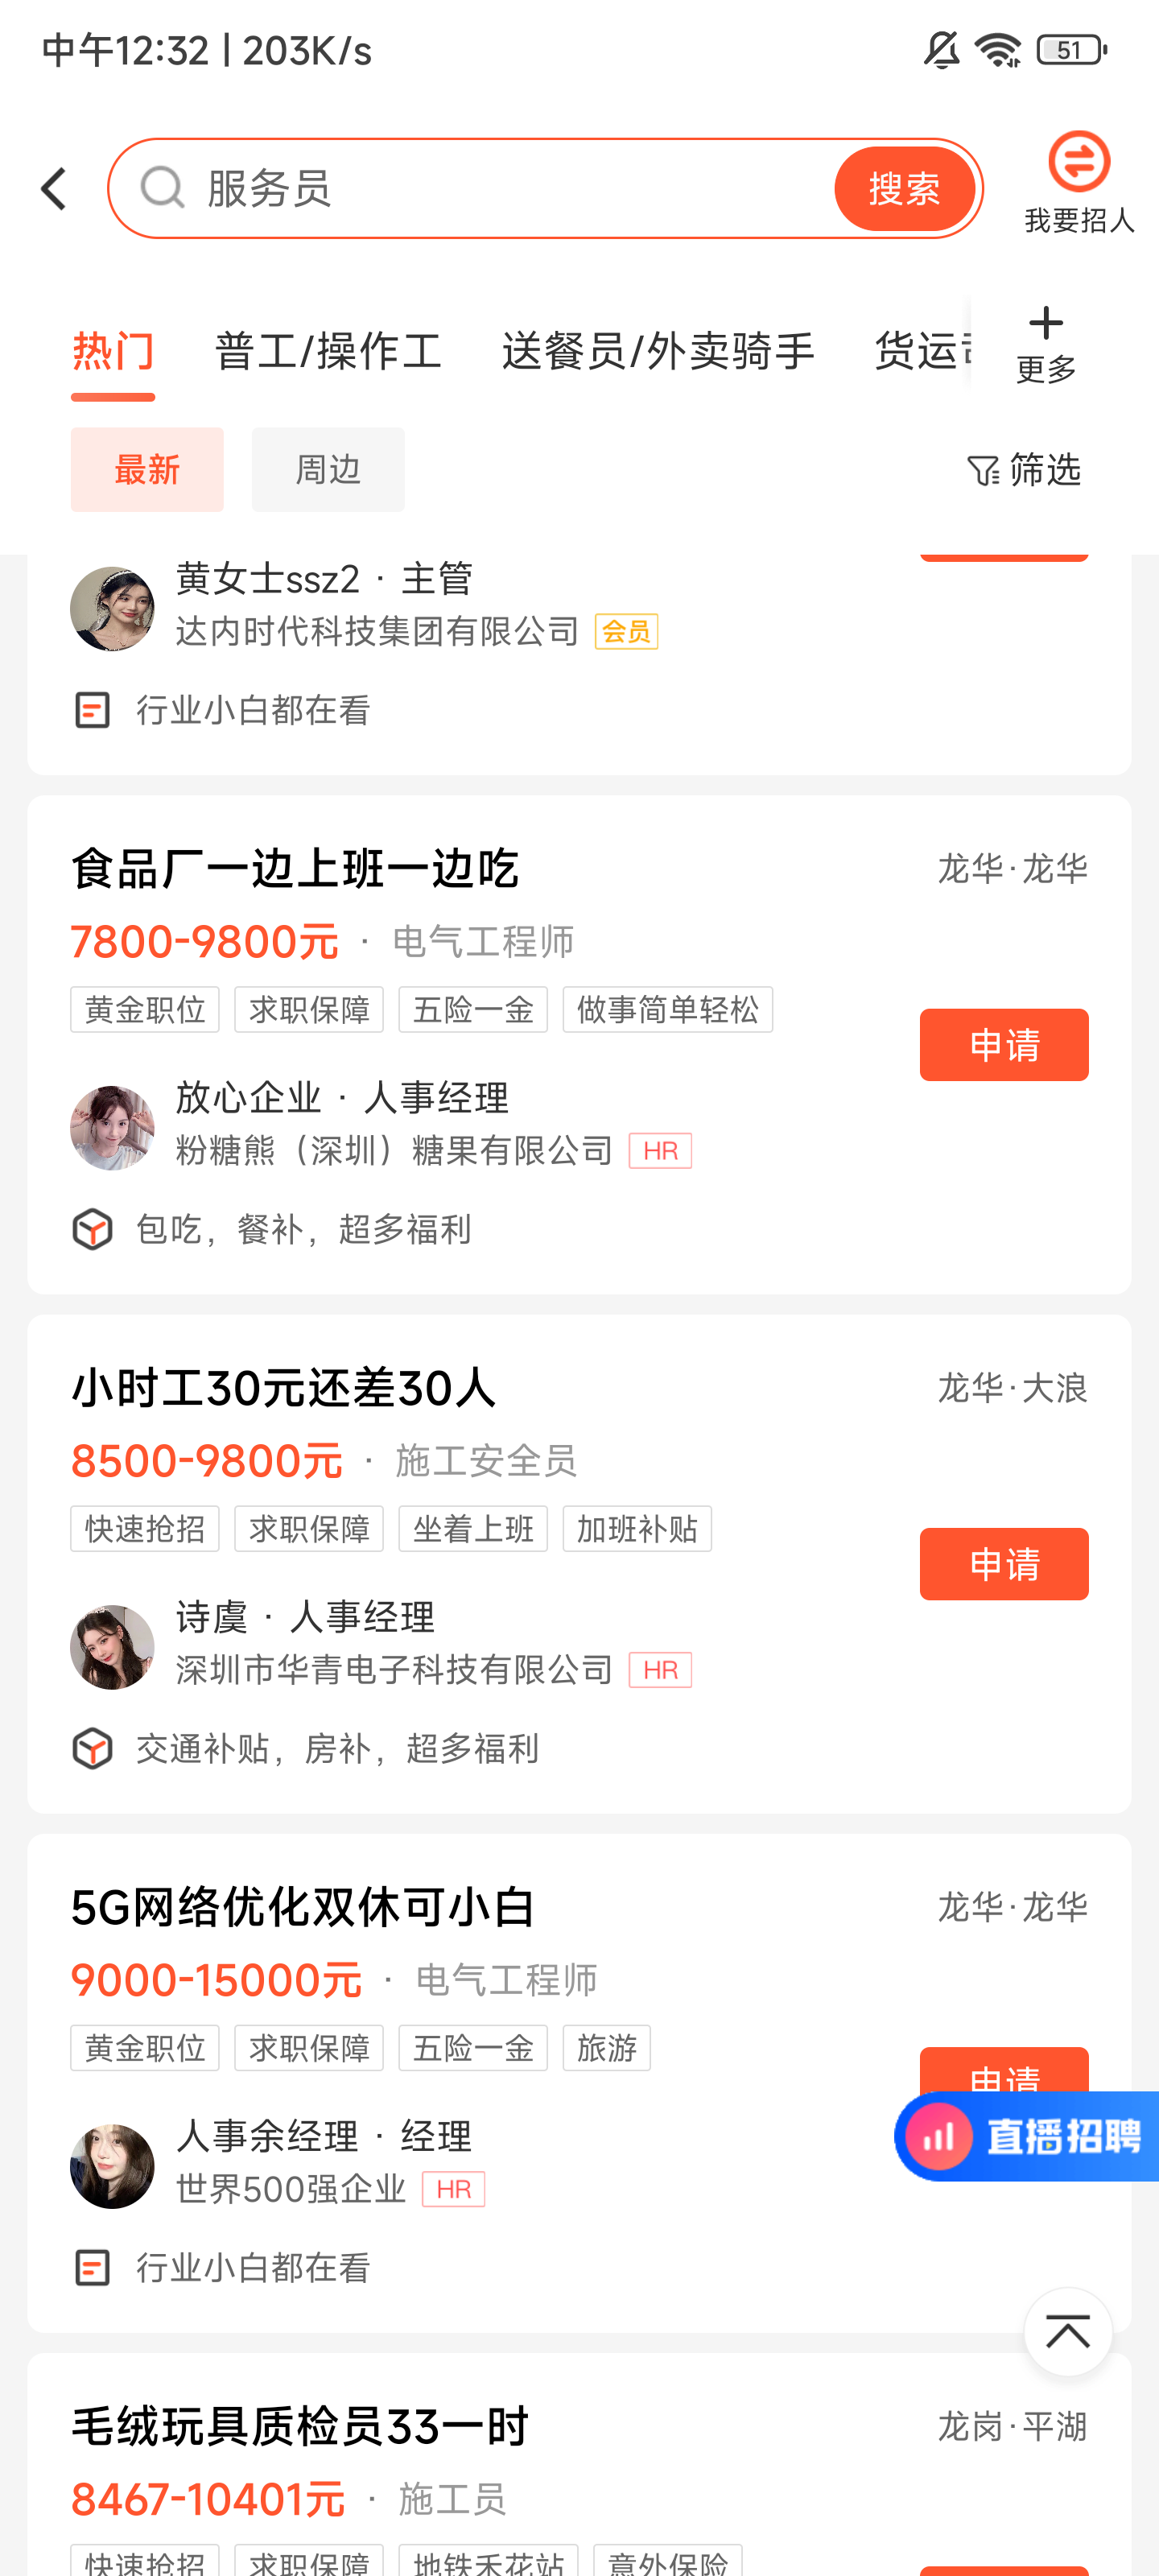 中午12:32 | 203K/s
51
服务员
搜索
我要招人
热门
普工/操作工
送餐员/外卖骑手
货运
更多
最新
周边
筛选
黄女士ssz2 · 主管
达内时代科技集团有限公司 会员
行业小白都在看
食品厂一边上班一边吃
龙华·龙华
7800-9800元 · 电气工程师
黄金职位 求职保障 五险一金 做事简单轻松
申请
放心企业 · 人事经理
粉糖熊（深圳）糖果有限公司 HR
包吃，餐补，超多福利
小时工30元还差30人
龙华·大浪
8500-9800元 · 施工安全员
快速抢招 求职保障 坐着上班 加班补贴
申请
诗虞 · 人事经理
深圳市华青电子科技有限公司 HR
交通补贴，房补，超多福利
5G网络优化双休可小白
龙华·龙华
9000-15000元 · 电气工程师
黄金职位 求职保障 五险一金 旅游
申请
直播招聘
人事余经理 · 经理
世界500强企业 HR
行业小白都在看
毛绒玩具质检员33一时
龙岗·平湖
8467-10401元 · 施工员
快速抢招 求职保障 地铁禾花站 意外保险